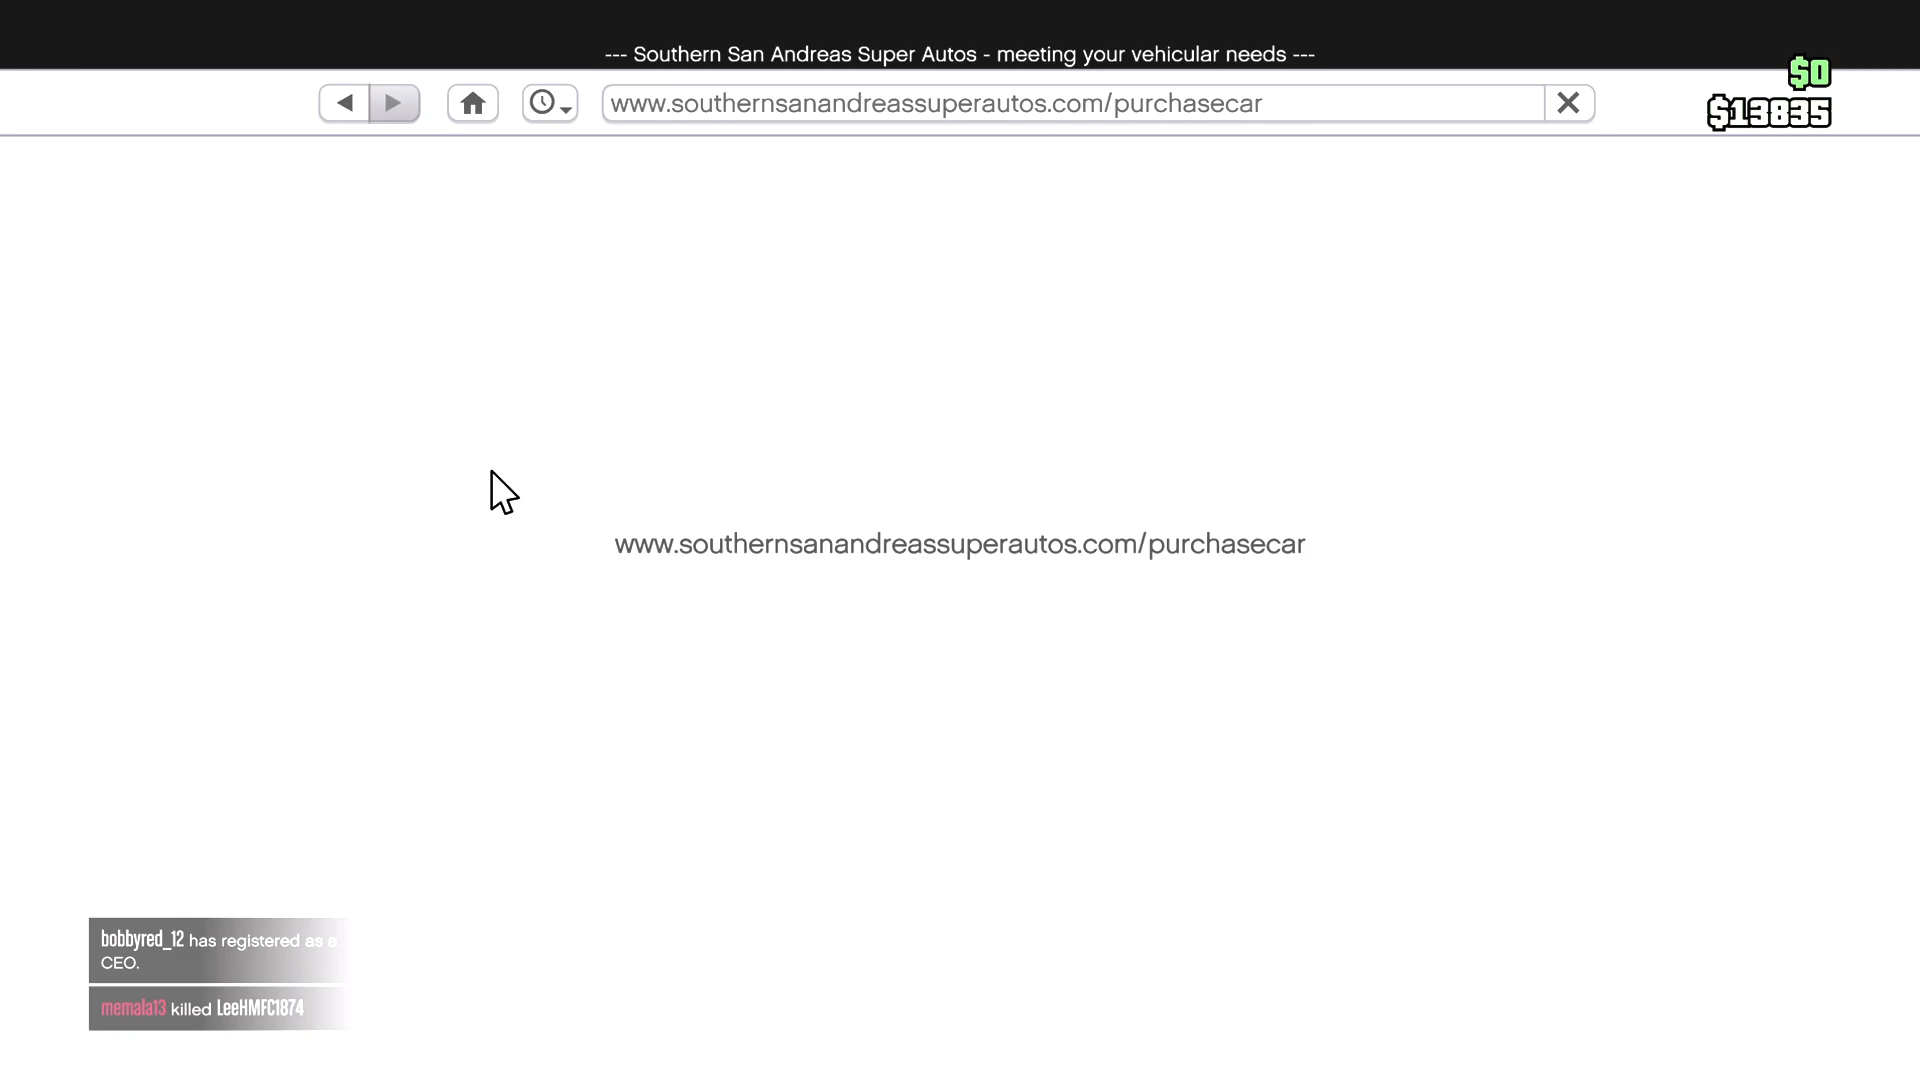 --- Southern San Andreas Super Autos - meeting your vehicular needs ---
$0
www.southernsanandreassuperautos.com/purchasecar
$13835
www.southernsanandreassuperautos.com/purchasecar
bobbyred_12 has registered as a
CEO.
memala13 killed LeeHMFC1874